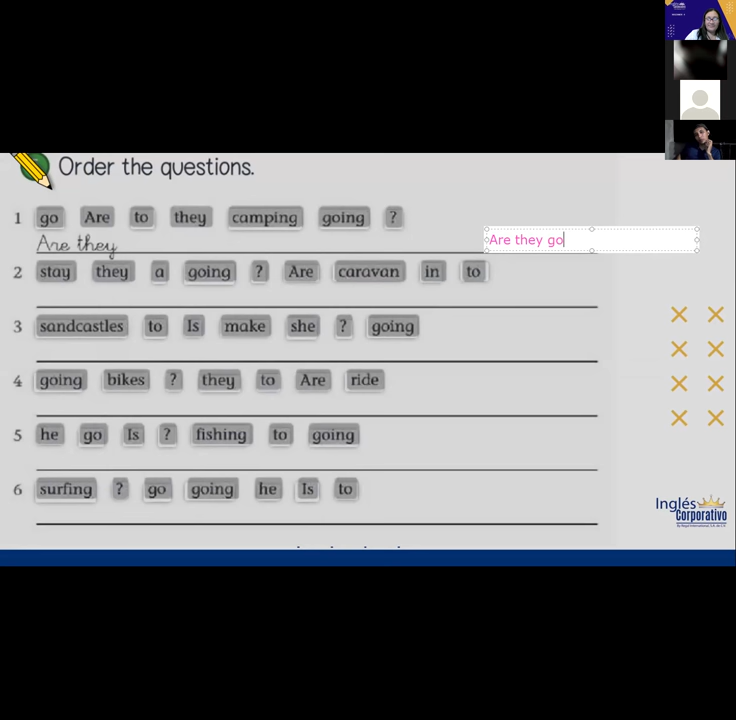 Order the questions.
1 go Are to they camping going ?
Are they
Are they go
2 stay they a going ? Are caravan in to
3 sandcastles to Is make she ? going
4 going bikes ? they to Are ride
5 he go Is ? fishing to going
6 surfing ? go going he Is to
Inglés
Corporativo